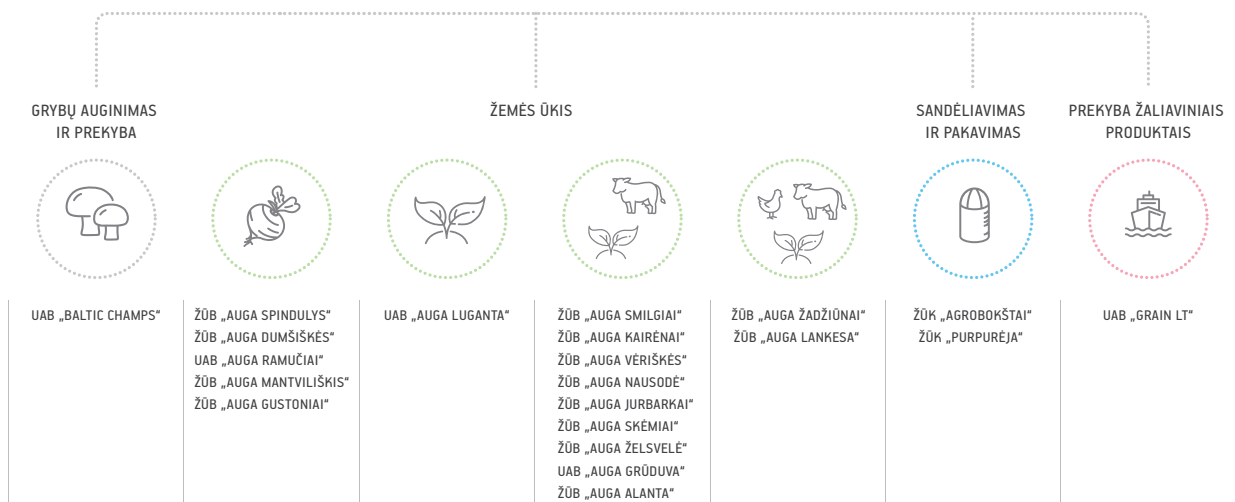 GRYBŲ AUGINIMAS
IR PREKYBA
ŽEMĖS ŪKIS
SANDĖLIAVIMAS
IR PAKAVIMAS
PREKYBA ŽALIAVINIAIS
PRODUKTAIS
UAB „BALTIC CHAMPS“
ŽŪB „AUGA SPINDULYS“
ŽŪB „AUGA DUMŠIŠKĖS“
UAB „AUGA RAMUČIAI“
ŽŪB „AUGA MANTVILIŠKIS“
ŽŪB „AUGA GUSTONIAI“
UAB „AUGA LUGANTA“
ŽŪB „AUGA SMILGIAI“
ŽŪB „AUGA KAIRĖNAI“
ŽŪB „AUGA VĖRIŠKĖS“
ŽŪB „AUGA NAUSODĖ“
ŽŪB „AUGA JURBARKAI“
ŽŪB „AUGA SKĖMIAI“
ŽŪB „AUGA ŽELSVELĖ“
UAB „AUGA GRŪDUVA“
ŽŪB „AUGA ALANTA“
ŽŪB „AUGA ŽADŽIŪNAI“
ŽŪB „AUGA LANKESA“
ŽŪK „AGROBOKŠTAI“
ŽŪK „PURPURĖJA“
UAB „GRAIN LT“